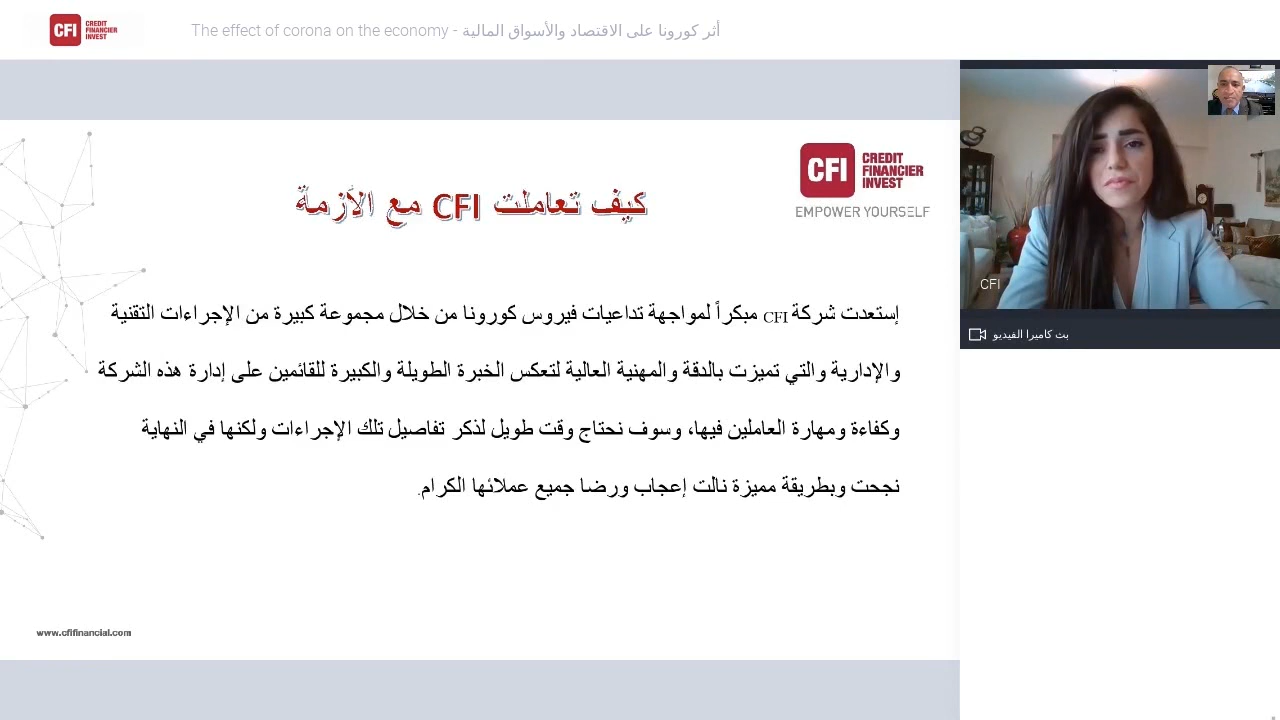 CFI CREDIT FINANCIER INVEST
The effect of corona on the economy - أثر كورونا على الاقتصاد والأسواق المالية
CFI CREDIT FINANCIER INVEST
EMPOWER YOURSELF
كيف تعاملت CFI مع الازمة
إستعدت شركة CFI مبكراً لمواجهة تداعيات فيروس كورونا من خلال مجموعة كبيرة من الإجراءات التقنية
والإدارية والتي تميزت بالدقة والمهنية العالية لتعكس الخبرة الطويلة والكبيرة للقائمين على إدارة هذه الشركة
وكفاءة ومهارة العاملين فيها، وسوف نحتاج وقت طويل لذكر تفاصيل تلك الإجراءات ولكنها في النهاية
نجحت وبطريقة مميزة نالت إعجاب ورضا جميع عملائها الكرام.
www.cfifinancial.com
CFI
بث كاميرا الفيديو